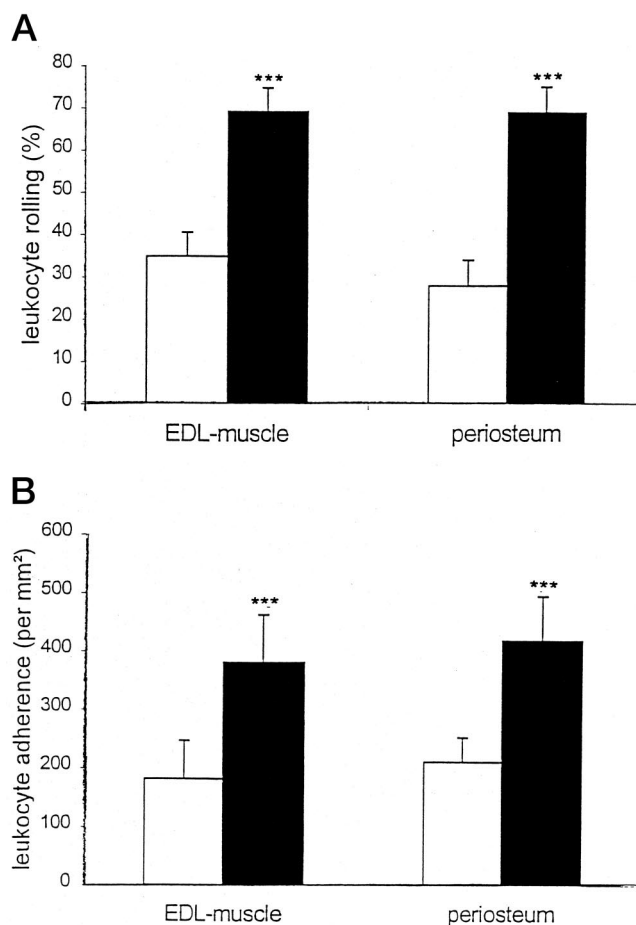 A
leukocyte rolling (%)
80
70
60
50
40
30
20
10
0
***
***
EDL-muscle
periosteum
B
leukocyte adherence (per mm²)
600
500
400
300
200
100
0
***
***
EDL-muscle
periosteum